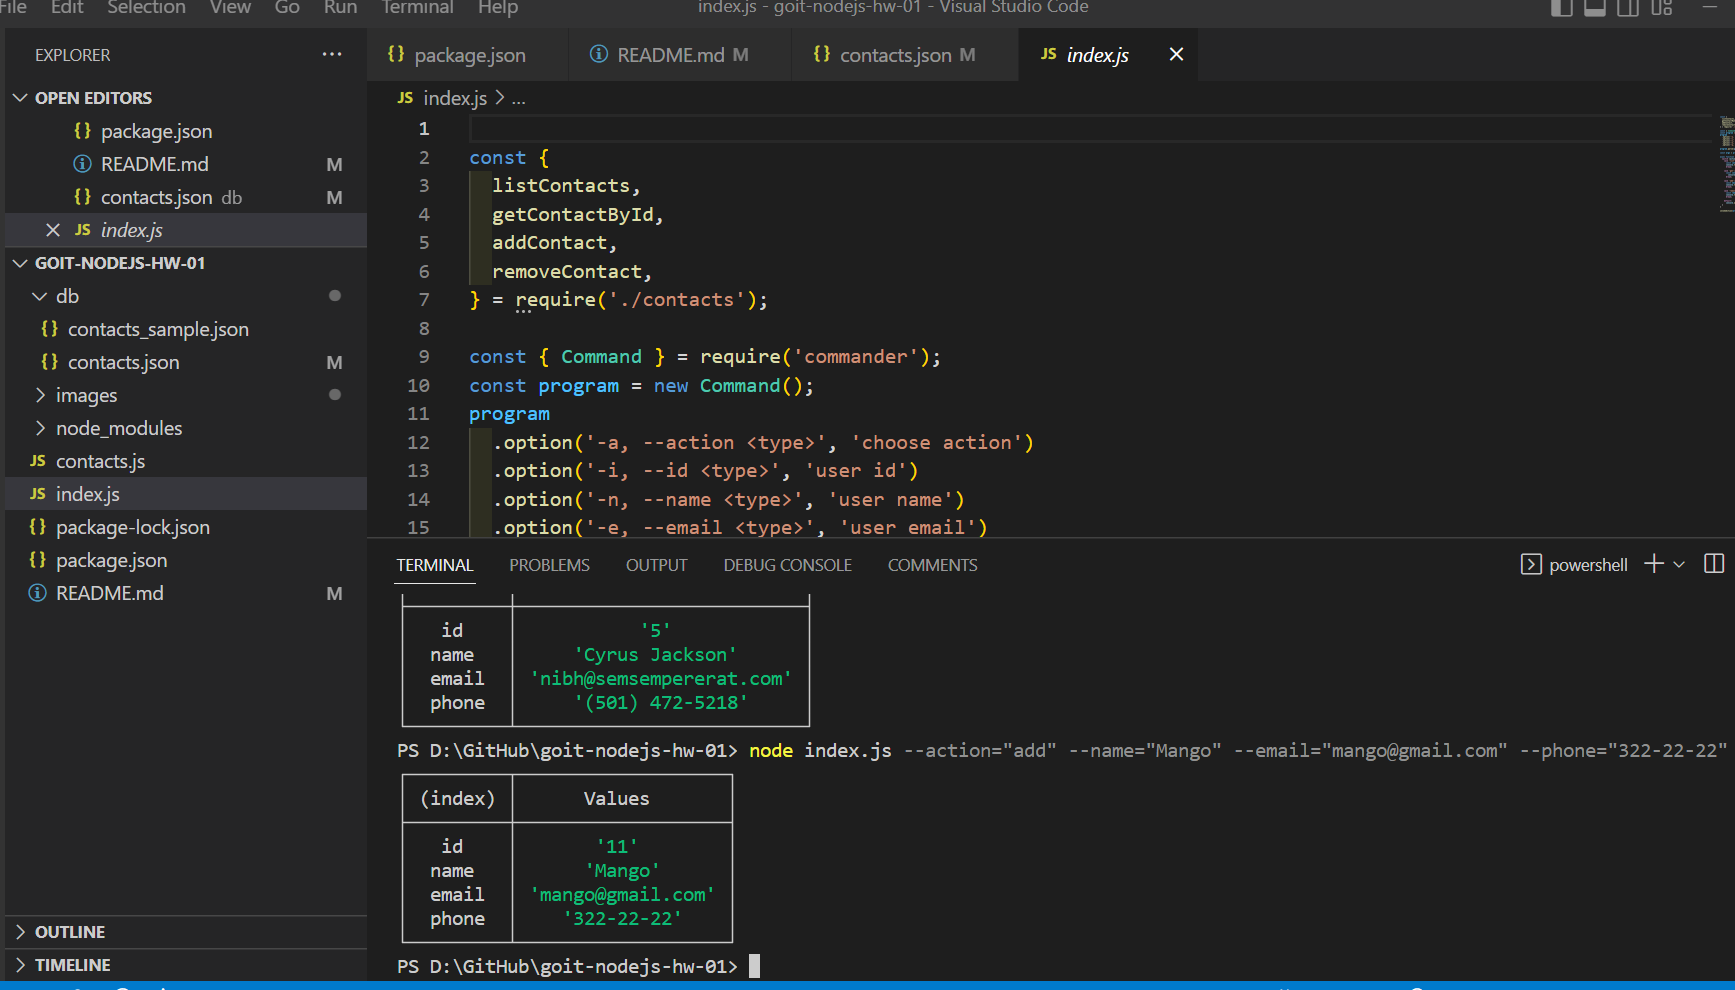 File Edit Selection View Go Run Terminal Help index.js - goit-nodejs-hw-01 - Visual Studio Code
EXPLORER
OPEN EDITORS
{} package.json
README.md M
{} contacts.json db M
JS index.js
GOIT-NODEJS-HW-01
db
{} contacts_sample.json
{} contacts.json M
images
node_modules
JS contacts.js
JS index.js
{} package-lock.json
{} package.json
README.md M
OUTLINE
TIMELINE
{} package.json README.md M {} contacts.json M JS index.js
JS index.js > ...
1
2 const {
3 listContacts,
4 getContactById,
5 addContact,
6 removeContact,
7 } = require('./contacts');
8
9 const { Command } = require('commander');
10 const program = new Command();
11 program
12 .option('-a, --action <type>', 'choose action')
13 .option('-i, --id <type>', 'user id')
14 .option('-n, --name <type>', 'user name')
15 .option('-e, --email <type>', 'user email')
TERMINAL PROBLEMS OUTPUT DEBUG CONSOLE COMMENTS powershell
id '5'
name 'Cyrus Jackson'
email 'nibh@semsempererat.com'
phone '(501) 472-5218'
PS D:\GitHub\goit-nodejs-hw-01> node index.js --action="add" --name="Mango" --email="mango@gmail.com" --phone="322-22-22"
(index) Values
id '11'
name 'Mango'
email 'mango@gmail.com'
phone '322-22-22'
PS D:\GitHub\goit-nodejs-hw-01>